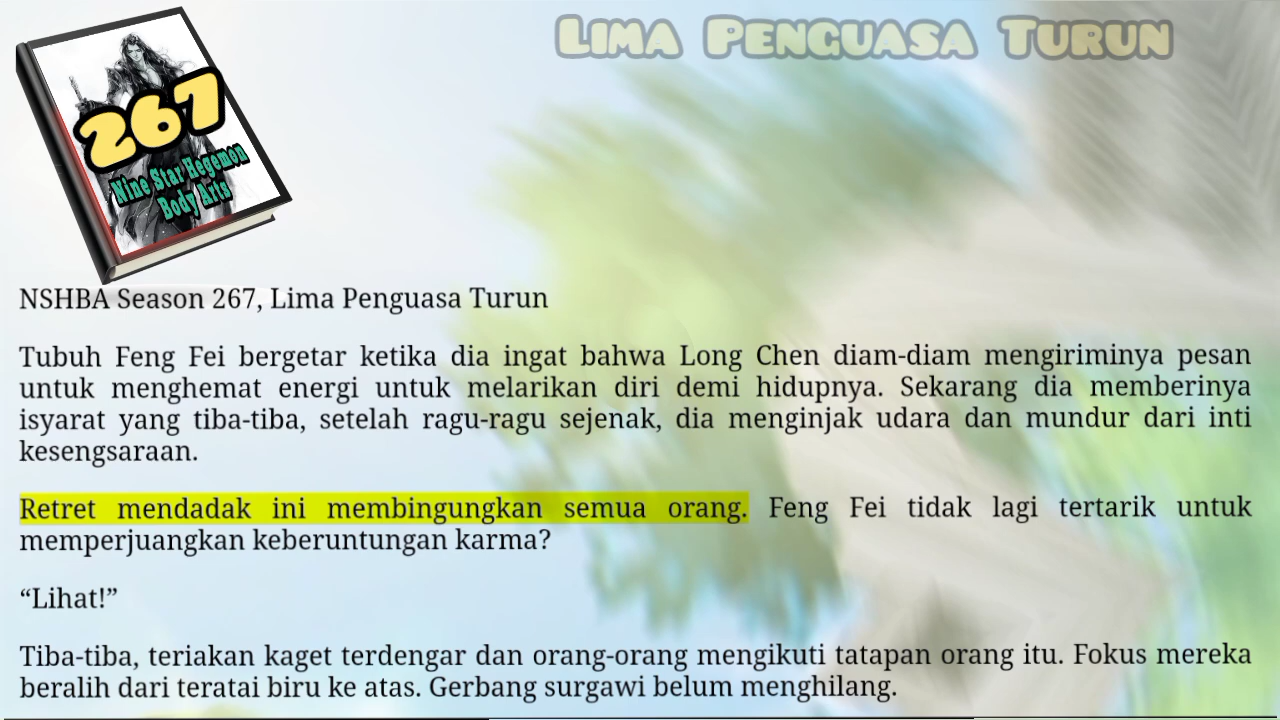 Lima Penguasa Turun
267
Nine Star Hegemon
Body Arts
NSHBA Season 267, Lima Penguasa Turun
Tubuh Feng Fei bergetar ketika dia ingat bahwa Long Chen diam-diam mengiriminya pesan
untuk menghemat energi untuk melarikan diri demi hidupnya. Sekarang dia memberinya
isyarat yang tiba-tiba, setelah ragu-ragu sejenak, dia menginjak udara dan mundur dari inti
kesengsaraan.
Retret mendadak ini membingungkan semua orang. Feng Fei tidak lagi tertarik untuk
memperjuangkan keberuntungan karma?
“Lihat!”
Tiba-tiba, teriakan kaget terdengar dan orang-orang mengikuti tatapan orang itu. Fokus mereka
beralih dari teratai biru ke atas. Gerbang surgawi belum menghilang.